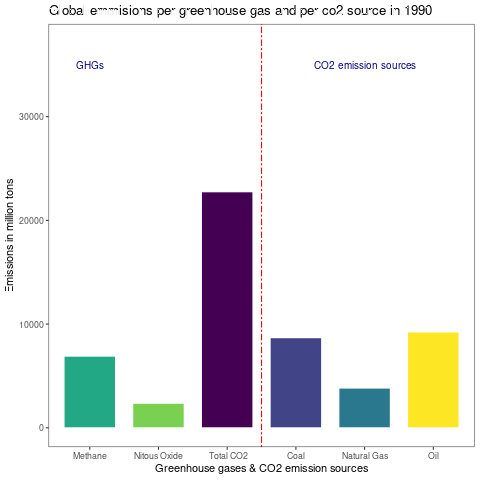 Global emmisions per greenhouse gas and per co2 source in 1990
GHGs
CO2 emission sources
30000
20000
10000
0
Emissions in million tons
Methane
Nitous Oxide
Total CO2
Coal
Natural Gas
Oil
Greenhouse gases & CO2 emission sources